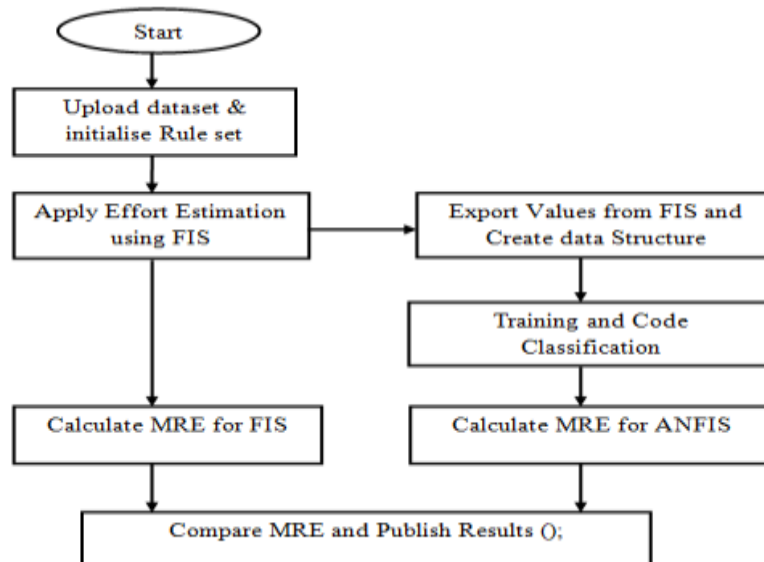 Start
Upload dataset &
initialise Rule set
Apply Effort Estimation
using FIS
Export Values from FIS and
Create data Structure
Training and Code
Classification
Calculate MRE for FIS
Calculate MRE for ANFIS
Compare MRE and Publish Results ();